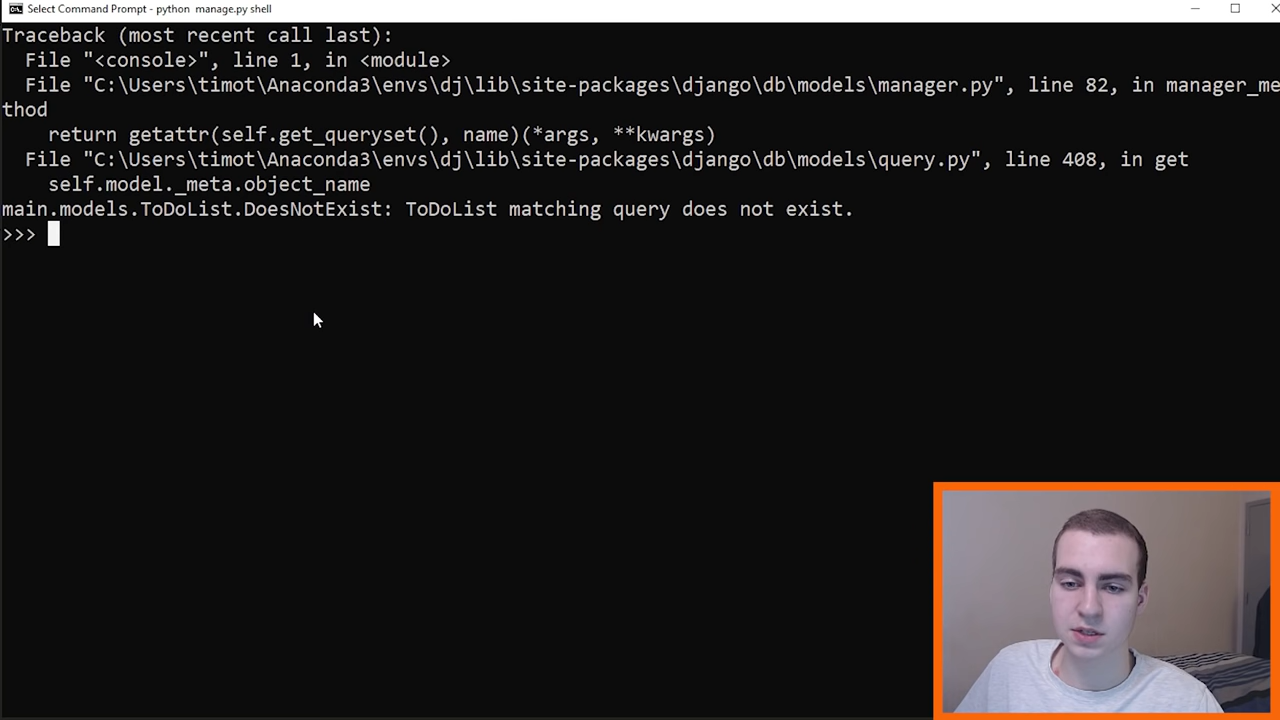 Select Command Prompt - python  manage.py shell
Traceback (most recent call last):
  File "<console>", line 1, in <module>
  File "C:\Users\timot\Anaconda3\envs\dj\lib\site-packages\django\db\models\manager.py", line 82, in manager_me
thod
    return getattr(self.get_queryset(), name)(*args, **kwargs)
  File "C:\Users\timot\Anaconda3\envs\dj\lib\site-packages\django\db\models\query.py", line 408, in get
    self.model._meta.object_name
main.models.ToDoList.DoesNotExist: ToDoList matching query does not exist.
>>>